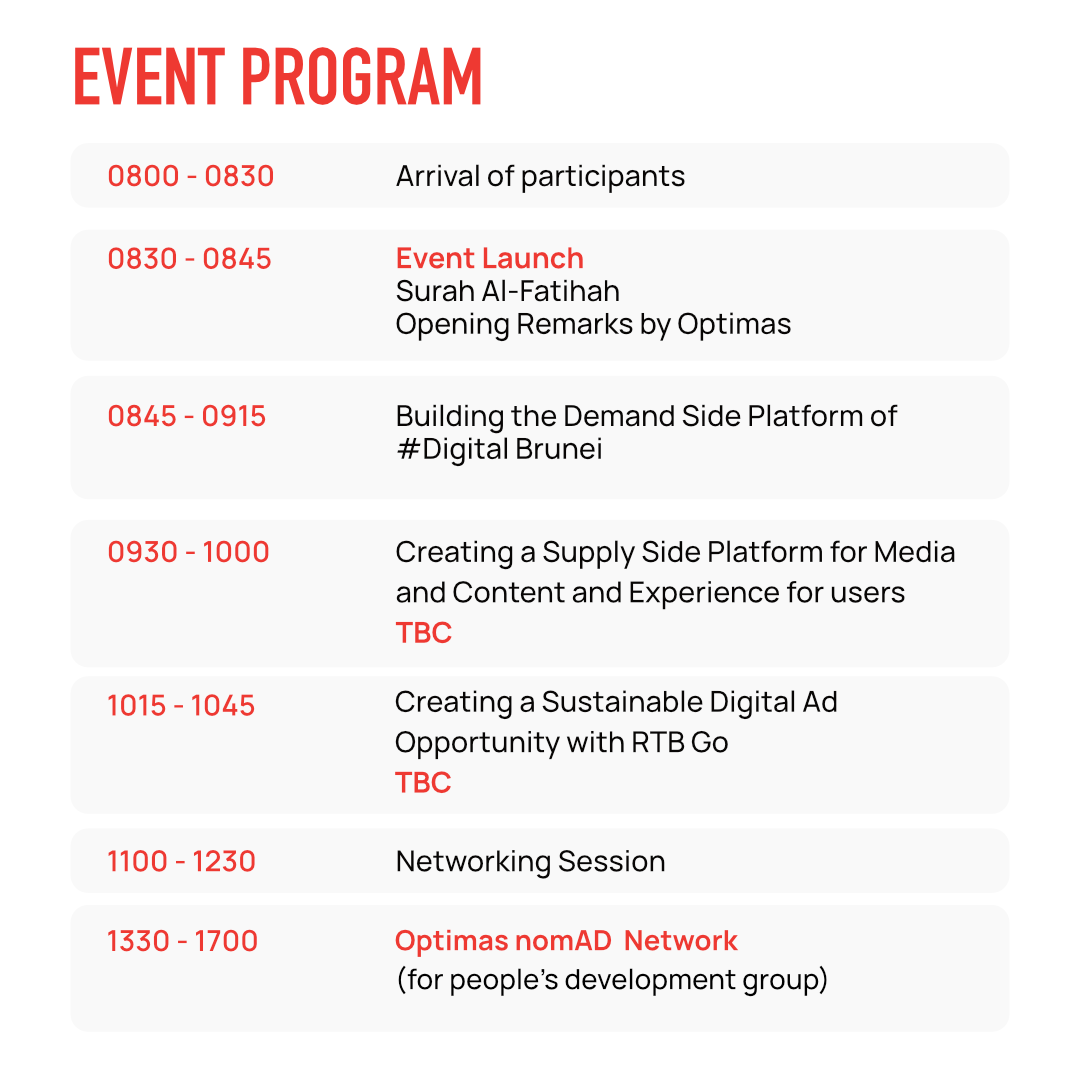 EVENT PROGRAM
0800 - 0830 Arrival of participants
0830 - 0845 Event Launch
Surah Al-Fatihah
Opening Remarks by Optimas
0845 - 0915 Building the Demand Side Platform of
#Digital Brunei
0930 - 1000 Creating a Supply Side Platform for Media
and Content and Experience for users
TBC
1015 - 1045 Creating a Sustainable Digital Ad
Opportunity with RTB Go
TBC
1100 - 1230 Networking Session
1330 - 1700 Optimas nomAD  Network
(for people's development group)